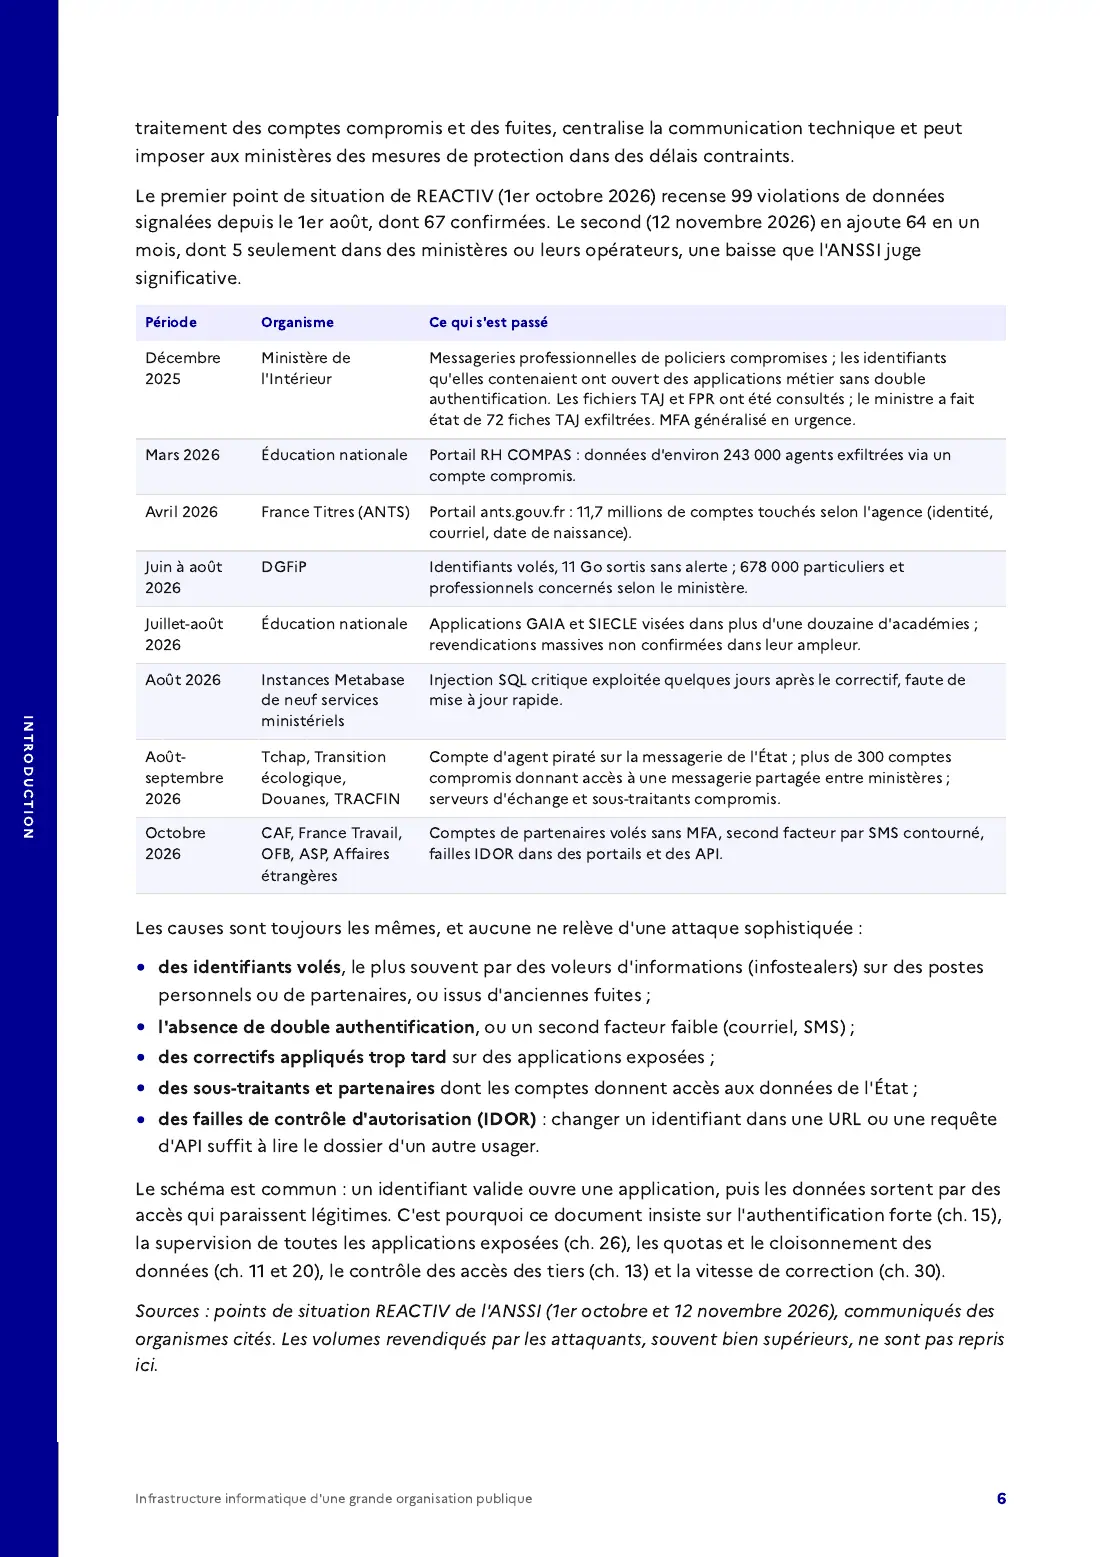 traitement des comptes compromis et des fuites, centralise la communication technique et peut
imposer aux ministères des mesures de protection dans des délais contraints.
Le premier point de situation de REACTIV (1er octobre 2026) recense 99 violations de données
signalées depuis le 1er août, dont 67 confirmées. Le second (12 novembre 2026) en ajoute 64 en un
mois, dont 5 seulement dans des ministères ou leurs opérateurs, une baisse que l'ANSSI juge
significative.
Période Organisme Ce qui s'est passé
Décembre 2025
Ministère de l'Intérieur
Messageries professionnelles de policiers compromises ; les identifiants
qu'elles contenaient ont ouvert des applications métier sans double
authentification. Les fichiers TAJ et FPR ont été consultés ; le ministre a fait
état de 72 fiches TAJ exfiltrées. MFA généralisé en urgence.
Mars 2026
Éducation nationale
Portail RH COMPAS : données d'environ 243 000 agents exfiltrées via un
compte compromis.
Avril 2026
France Titres (ANTS)
Portail ants.gouv.fr : 11,7 millions de comptes touchés selon l'agence (identité,
courriel, date de naissance).
Juin à août
2026
DGFiP
Identifiants volés, 11 Go sortis sans alerte ; 678 000 particuliers et
professionnels concernés selon le ministère.
Juillet-août
2026
Éducation nationale
Applications GAIA et SIECLE visées dans plus d'une douzaine d'académies ;
revendications massives non confirmées dans leur ampleur.
Août 2026
Instances Metabase
de neuf services
ministériels
Injection SQL critique exploitée quelques jours après le correctif, faute de
mise à jour rapide.
Août-
septembre
2026
Tchap, Transition
écologique,
Douanes, TRACFIN
Compte d'agent piraté sur la messagerie de l'État ; plus de 300 comptes
compromis donnant accès à une messagerie partagée entre ministères ;
serveurs d'échange et sous-traitants compromis.
Octobre
2026
CAF, France Travail,
OFB, ASP, Affaires
étrangères
Comptes de partenaires volés sans MFA, second facteur par SMS contourné,
failles IDOR dans des portails et des API.
Les causes sont toujours les mêmes, et aucune ne relève d'une attaque sophistiquée :
• des identifiants volés, le plus souvent par des voleurs d'informations (infostealers) sur des postes
personnels ou de partenaires, ou issus d'anciennes fuites ;
• l'absence de double authentification, ou un second facteur faible (courriel, SMS) ;
• des correctifs appliqués trop tard sur des applications exposées ;
• des sous-traitants et partenaires dont les comptes donnent accès aux données de l'État ;
• des failles de contrôle d'autorisation (IDOR) : changer un identifiant dans une URL ou une requête
d'API suffit à lire le dossier d'un autre usager.
Le schéma est commun : un identifiant valide ouvre une application, puis les données sortent par des
accès qui paraissent légitimes. C'est pourquoi ce document insiste sur l'authentification forte (ch. 15),
la supervision de toutes les applications exposées (ch. 26), les quotas et le cloisonnement des
données (ch. 11 et 20), le contrôle des accès des tiers (ch. 13) et la vitesse de correction (ch. 30).
Sources : points de situation REACTIV de l'ANSSI (1er octobre et 12 novembre 2026), communiqués des
organismes cités. Les volumes revendiqués par les attaquants, souvent bien supérieurs, ne sont pas repris
ici.
INTRODUCTION
Infrastructure informatique d'une grande organisation publique
6